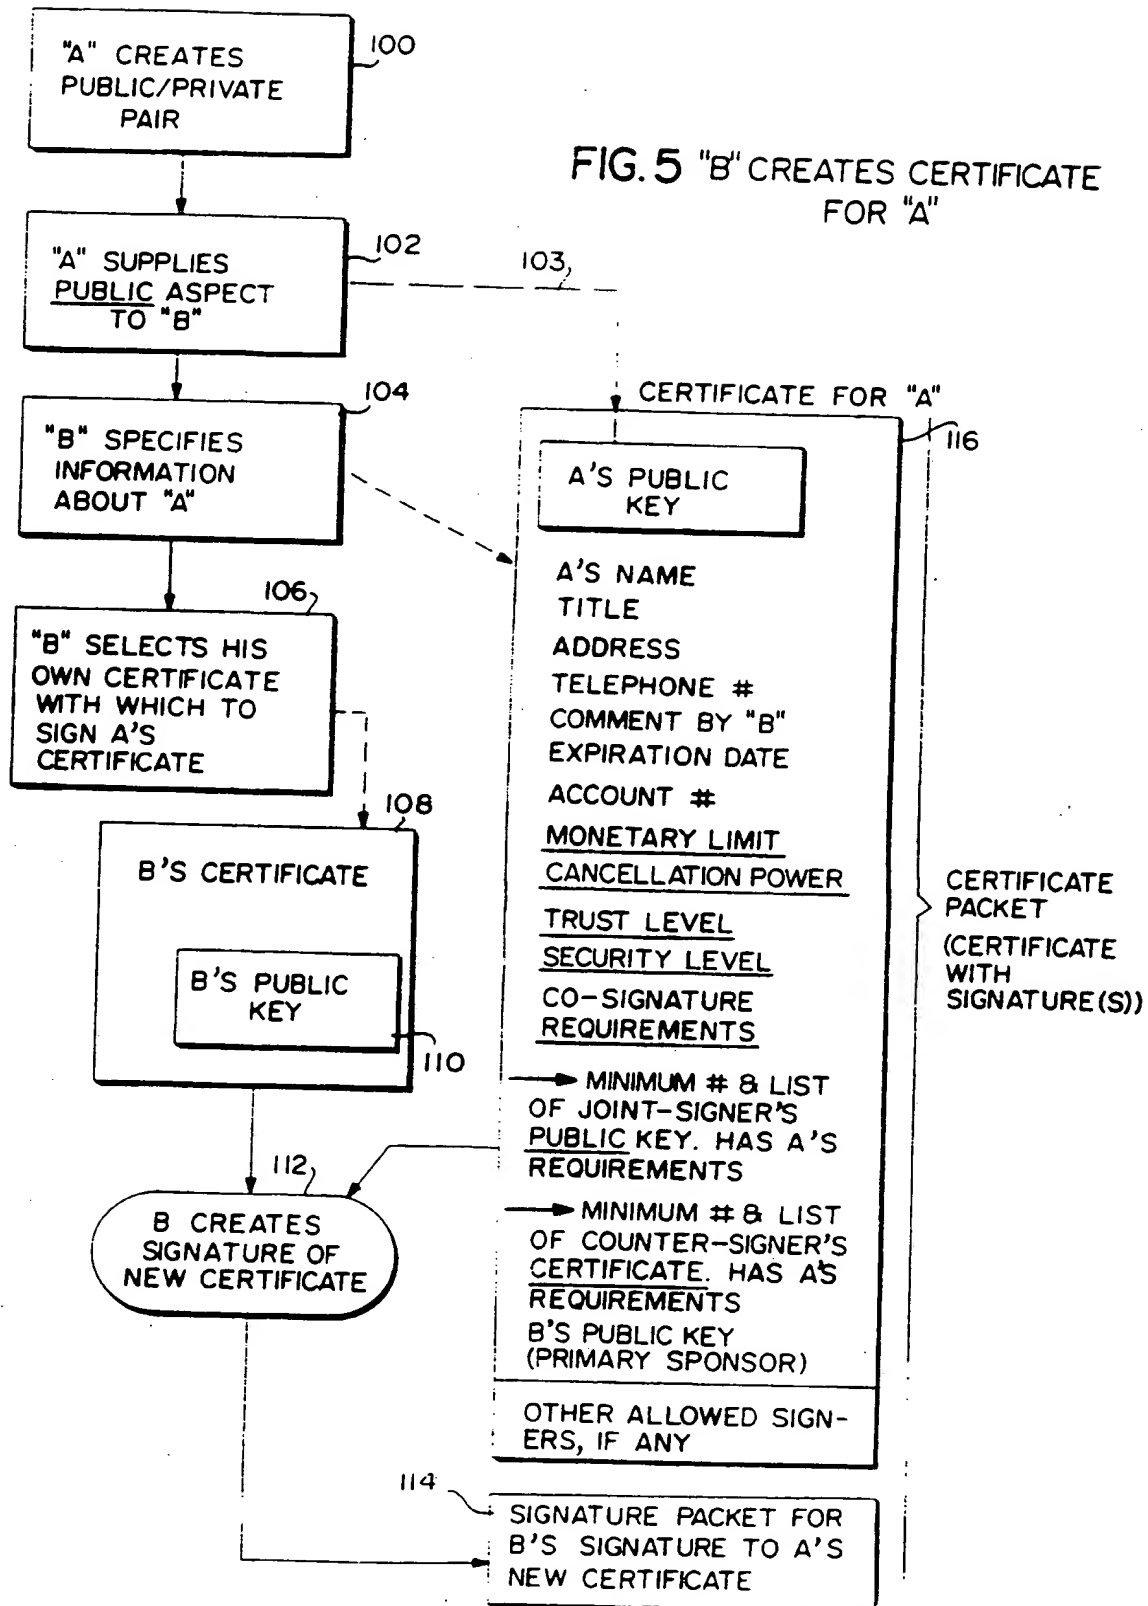 "A" CREATES
PUBLIC/PRIVATE
PAIR
100
FIG. 5 "B" CREATES CERTIFICATE
FOR "A"
"A" SUPPLIES
PUBLIC ASPECT
TO "B"
102
103
"B" SPECIFIES
INFORMATION
ABOUT "A"
104
"B" SELECTS HIS
OWN CERTIFICATE
WITH WHICH TO
SIGN A'S
CERTIFICATE
106
B'S CERTIFICATE
108
B'S PUBLIC
KEY
110
B CREATES
SIGNATURE OF
NEW CERTIFICATE
112
CERTIFICATE FOR "A"
116
A'S PUBLIC
KEY
A'S NAME
TITLE
ADDRESS
TELEPHONE #
COMMENT BY "B"
EXPIRATION DATE
ACCOUNT #
MONETARY LIMIT
CANCELLATION POWER
TRUST LEVEL
SECURITY LEVEL
CO-SIGNATURE
REQUIREMENTS
MINIMUM # & LIST
OF JOINT-SIGNER'S
PUBLIC KEY. HAS A'S
REQUIREMENTS
MINIMUM # & LIST
OF COUNTER-SIGNER'S
CERTIFICATE. HAS A'S
REQUIREMENTS
B'S PUBLIC KEY
(PRIMARY SPONSOR)
OTHER ALLOWED SIGN-
ERS, IF ANY
CERTIFICATE
PACKET
(CERTIFICATE
WITH
SIGNATURE(S))
114
SIGNATURE PACKET FOR
B'S SIGNATURE TO A'S
NEW CERTIFICATE